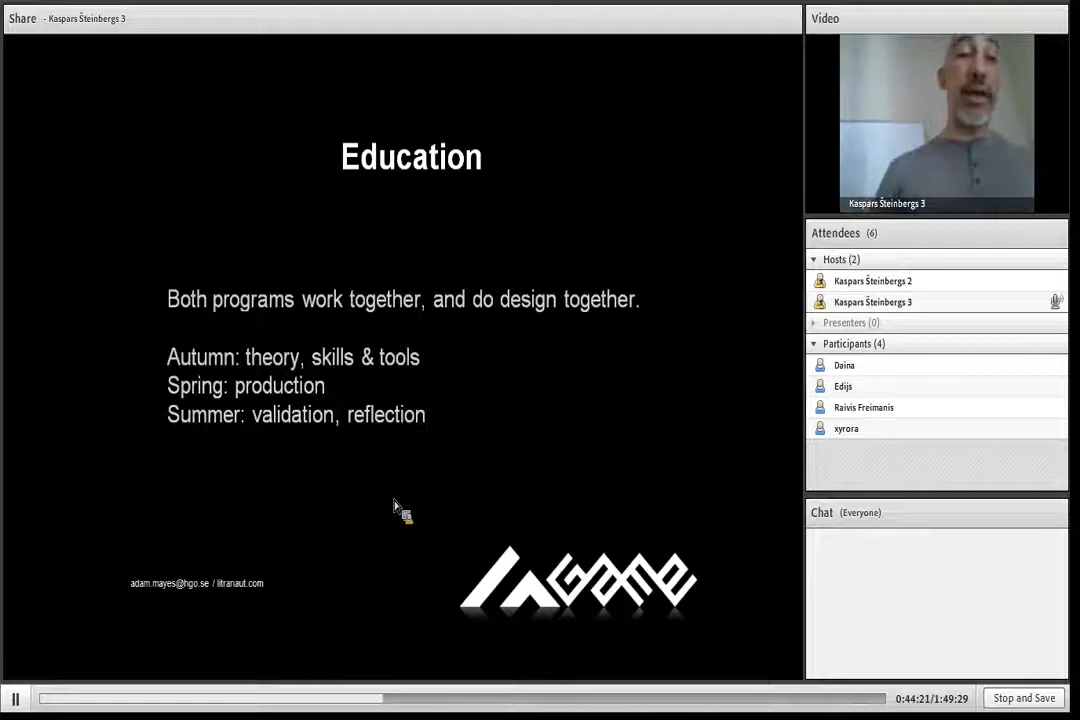 Share - Kaspars Šteinbergs 3
Video
Education
Both programs work together, and do design together.
Autumn: theory, skills & tools
Spring: production
Summer: validation, reflection
adam.mayes@hgo.se / litranaut.com
GAME
Kaspars Šteinbergs 3
Attendees (6)
Hosts (2)
Kaspars Šteinbergs 2
Kaspars Šteinbergs 3
Presenters (0)
Participants (4)
Daina
Edijs
Raivis Freimanis
xyrora
Chat (Everyone)
0:44:21/1:49:29
Stop and Save